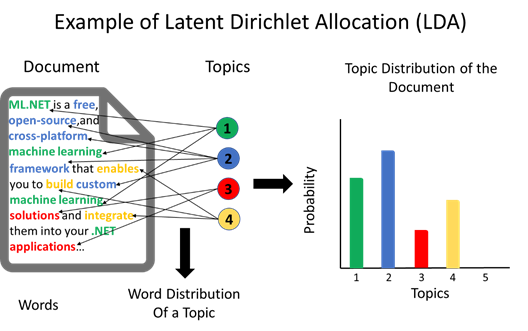 Example of Latent Dirichlet Allocation (LDA)
Document
ML.NET is a free,
open-source,and
cross-platform
machine learning
framework that enables
you to build custom
machine learning
solutions and integrate
them into your .NET
applications...
Words
Topics
1
2
3
4
Word Distribution
Of a Topic
Topic Distribution of the
Document
Probability
1 2 3 4 5
Topics